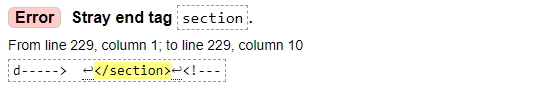 Error Stray end tag section.
From line 229, column 1; to line 229, column 10
d-----> ↩</section>↩<!---